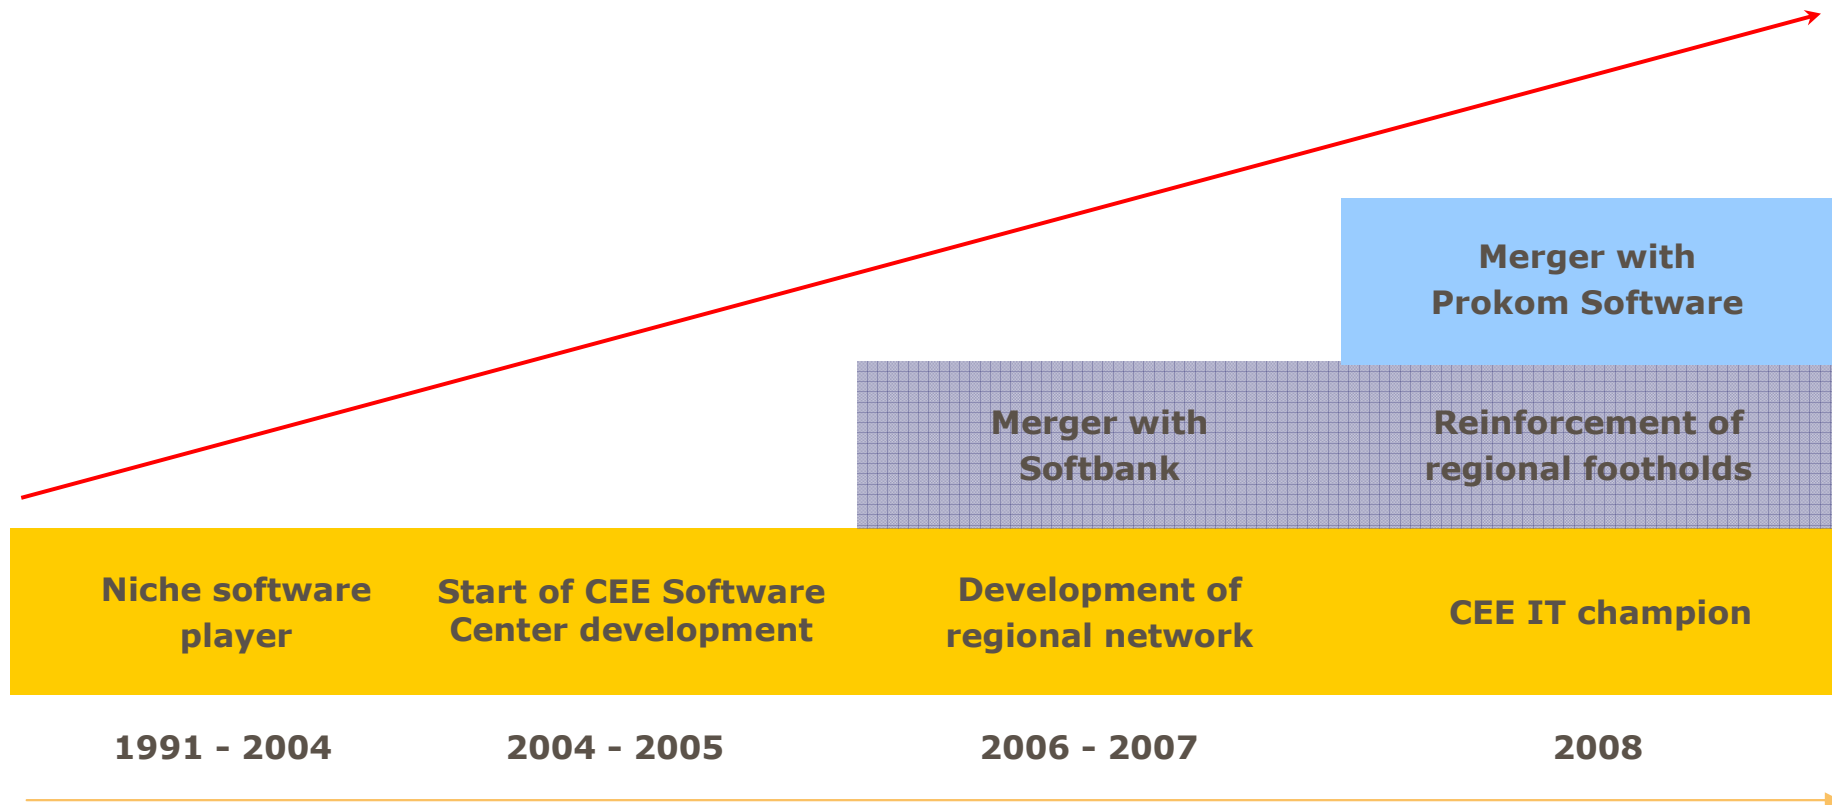 Merger with
Prokom Software
Merger with
Softbank
Reinforcement of
regional footholds
Niche software
player
Start of CEE Software
Center development
Development of
regional network
CEE IT champion
1991 - 2004
2004 - 2005
2006 - 2007
2008